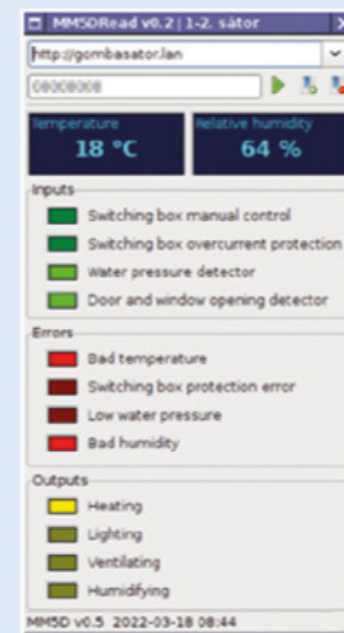 MM5DRead v0.2 | 1-2. sátor
http://gombasator.lan
Temperature
18 °C
Relative humidity
64 %
Inputs
Switching box manual control
Switching box overcurrent protection
Water pressure detector
Door and window opening detector
Errors
Bad temperature
Switching box protection error
Low water pressure
Bad humidity
Outputs
Heating
Lighting
Ventilating
Humidifying
MM5D v0.5 2022-03-18 08:44